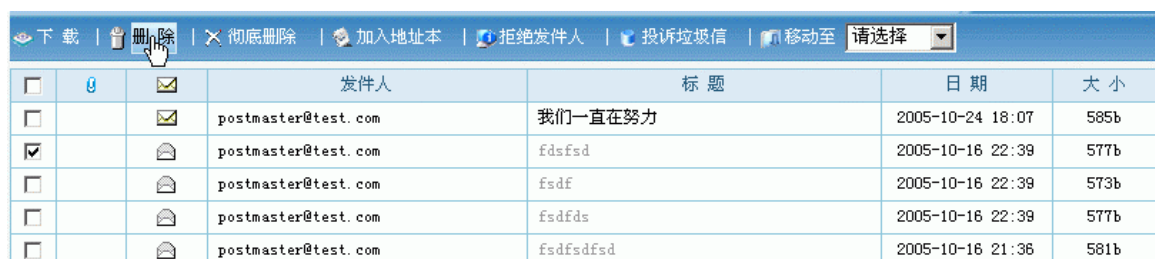 下 载 | 删 除 | 彻底删除 | 加入地址本 | 拒绝发件人 | 投诉垃圾信 | 移动至 请选择
发件人 标 题 日 期 大 小
postmaster@test.com 我们一直在努力 2005-10-24 18:07 585b
postmaster@test.com fdsfsd 2005-10-16 22:39 577b
postmaster@test.com fsdf 2005-10-16 22:39 573b
postmaster@test.com fsdfds 2005-10-16 22:39 577b
postmaster@test.com fsdfsdfsd 2005-10-16 21:36 581b